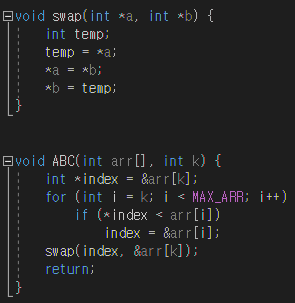 void swap(int *a, int *b) {
    int temp;
    temp = *a;
    *a = *b;
    *b = temp;
}
void ABC(int arr[], int k) {
    int *index = &arr[k];
    for (int i = k; i < MAX_ARR; i++)
        if (*index < arr[i])
            index = &arr[i];
    swap(index, &arr[k]);
    return;
}